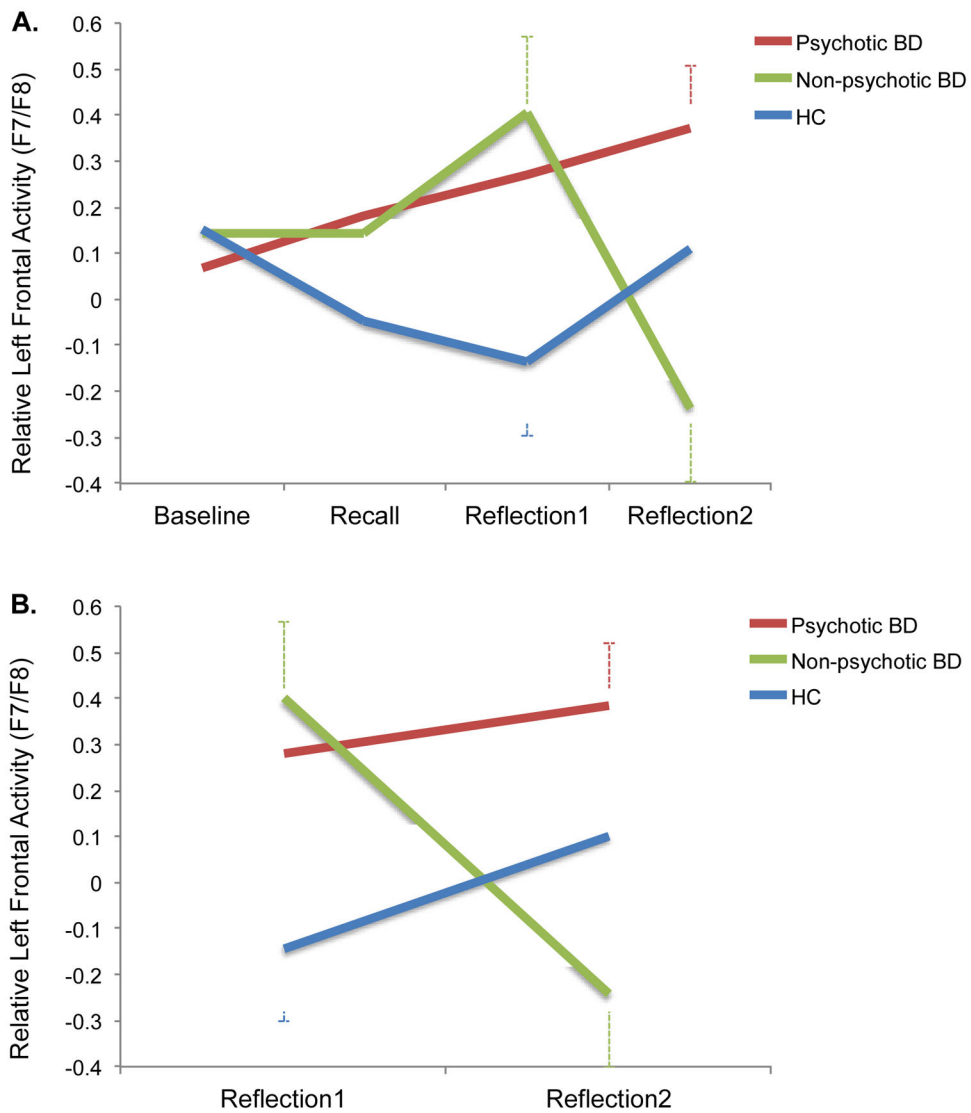 A.
Relative Left Frontal Activity (F7/F8)
0.6
0.5
0.4
0.3
0.2
0.1
0
-0.1
-0.2
-0.3
-0.4
Baseline Recall Reflection1 Reflection2
Psychotic BD
Non-psychotic BD
HC
B.
Relative Left Frontal Activity (F7/F8)
0.6
0.5
0.4
0.3
0.2
0.1
0
-0.1
-0.2
-0.3
-0.4
Reflection1 Reflection2
Psychotic BD
Non-psychotic BD
HC